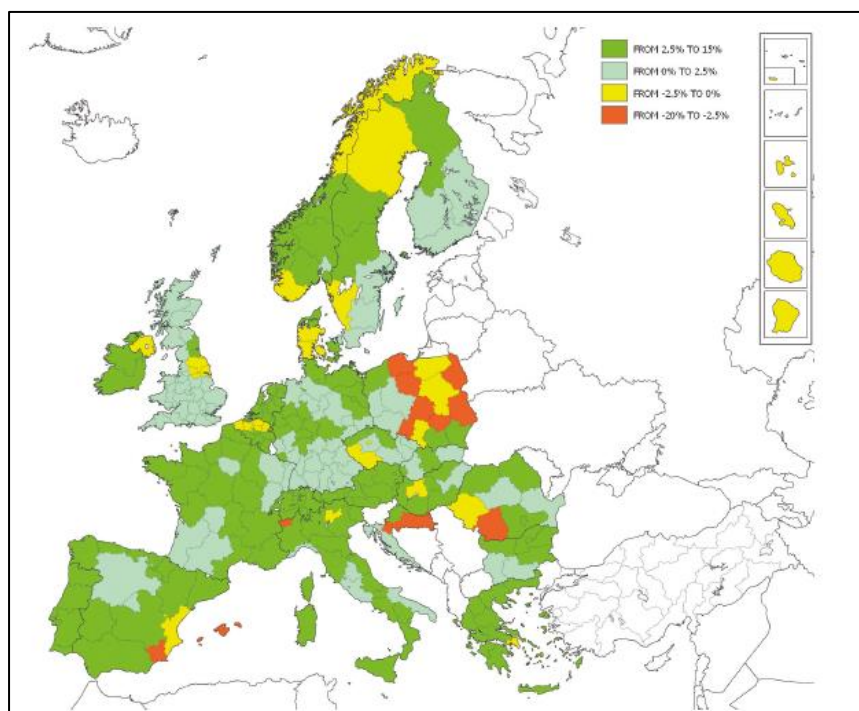 FROM 2.5% TO 15%
FROM 0% TO 2.5%
FROM -2.5% TO 0%
FROM -20% TO -2.5%